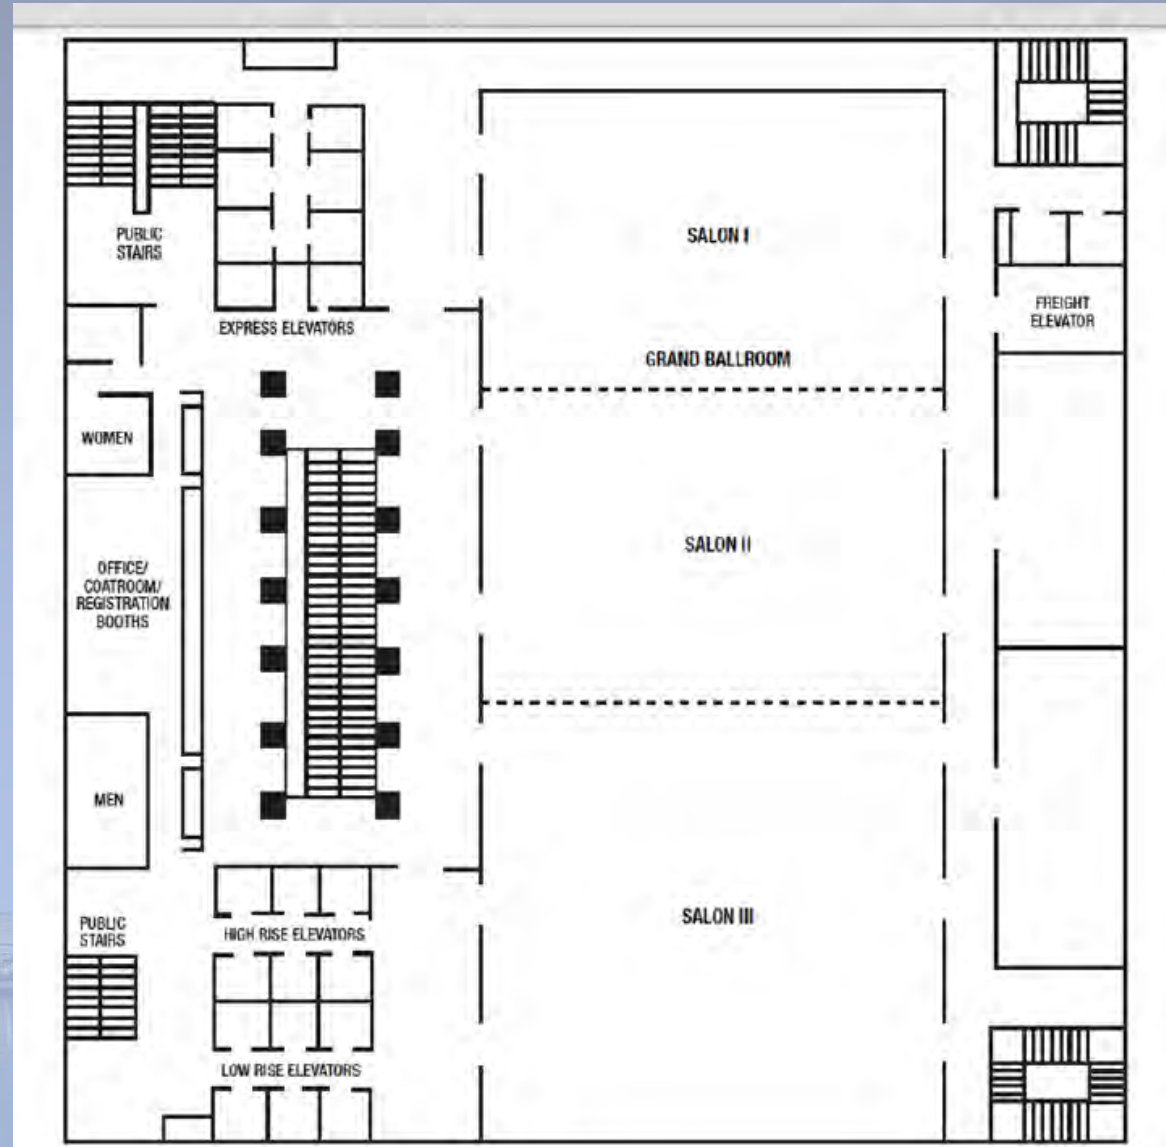 SALON I
PUBLIC
STAIRS
FREIGHT
ELEVATOR
EXPRESS ELEVATORS
GRAND BALLROOM
WOMEN
SALON II
OFFICE/
COATROOM/
REGISTRATION
BOOTHS
MEN
SALON III
PUBLIC
STAIRS
HIGH RISE ELEVATORS
LOW RISE ELEVATORS